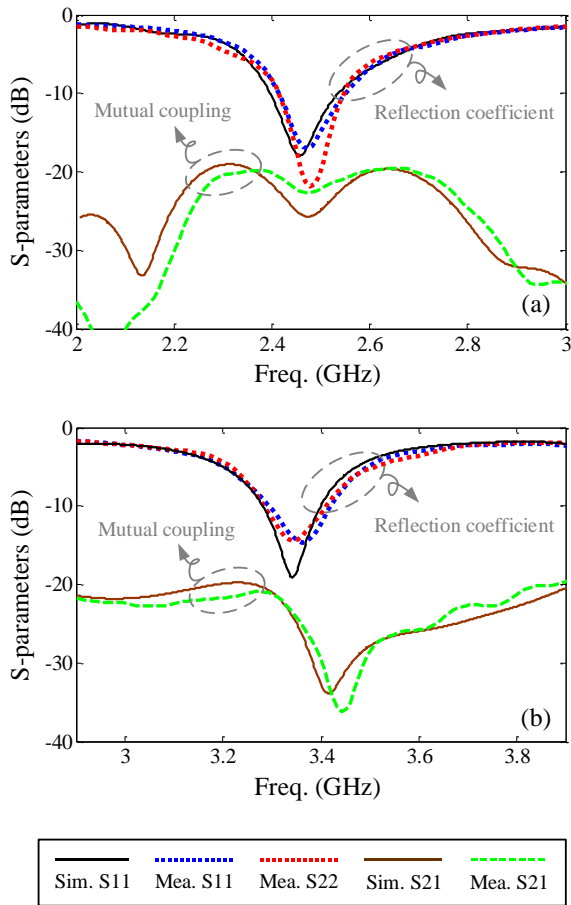 0
-10
-20
-30
-40
S-parameters (dB)
Mutual coupling
Reflection coefficient
(a)
2 2.2 2.4 2.6 2.8 3
Freq. (GHz)
0
-10
-20
-30
-40
S-parameters (dB)
Mutual coupling
Reflection coefficient
(b)
3 3.2 3.4 3.6 3.8
Freq. (GHz)
Sim. S11 Mea. S11 Mea. S22 Sim. S21 Mea. S21